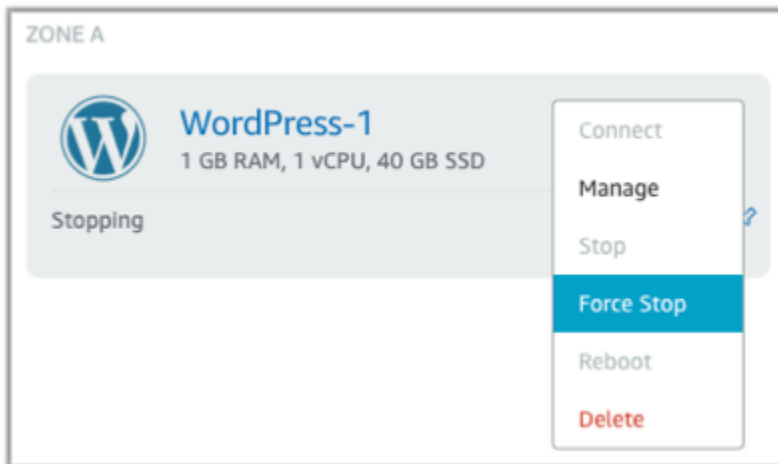 ZONE A
WordPress-1
1 GB RAM, 1 vCPU, 40 GB SSD
Stopping
Connect
Manage
Stop
Force Stop
Reboot
Delete